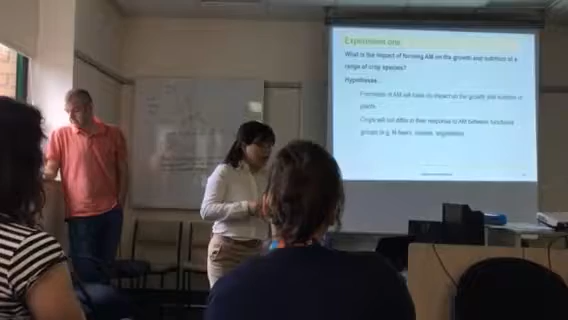 Experiment one
What is the impact of forming AM on the growth and nutrition of a
range of crop species?
Hypotheses
Formation of AM will have no impact on the growth and nutrition of
plants
Crops will not differ in their response to AM between functional
groups (e.g. N-fixers, cereals, vegetables)